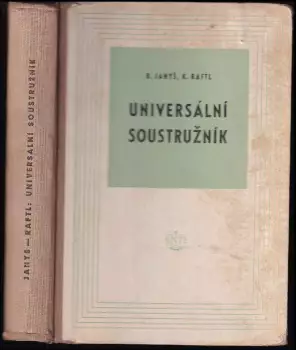 JANYŠ—RAFTL: UNIVERSÁLNÍ SOUSTRUŽNÍK
B. JANYŠ, K. RAFTL
UNIVERSÁLNÍ
SOUSTRUŽNÍK